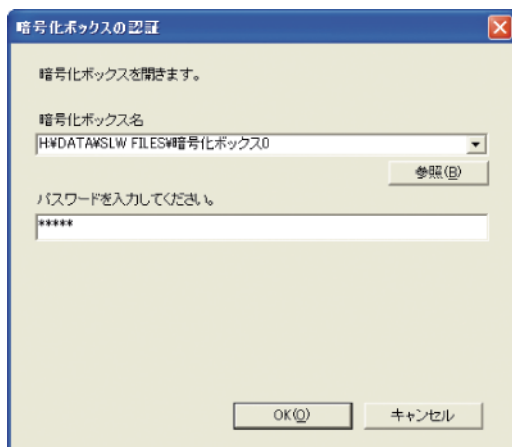 暗号化ボックスの認証
暗号化ボックスを開きます。
暗号化ボックス名
H:¥DATA¥SLW FILES¥暗号化ボックス0
参照(B)
パスワードを入力してください。
*****
OK(O)
キャンセル